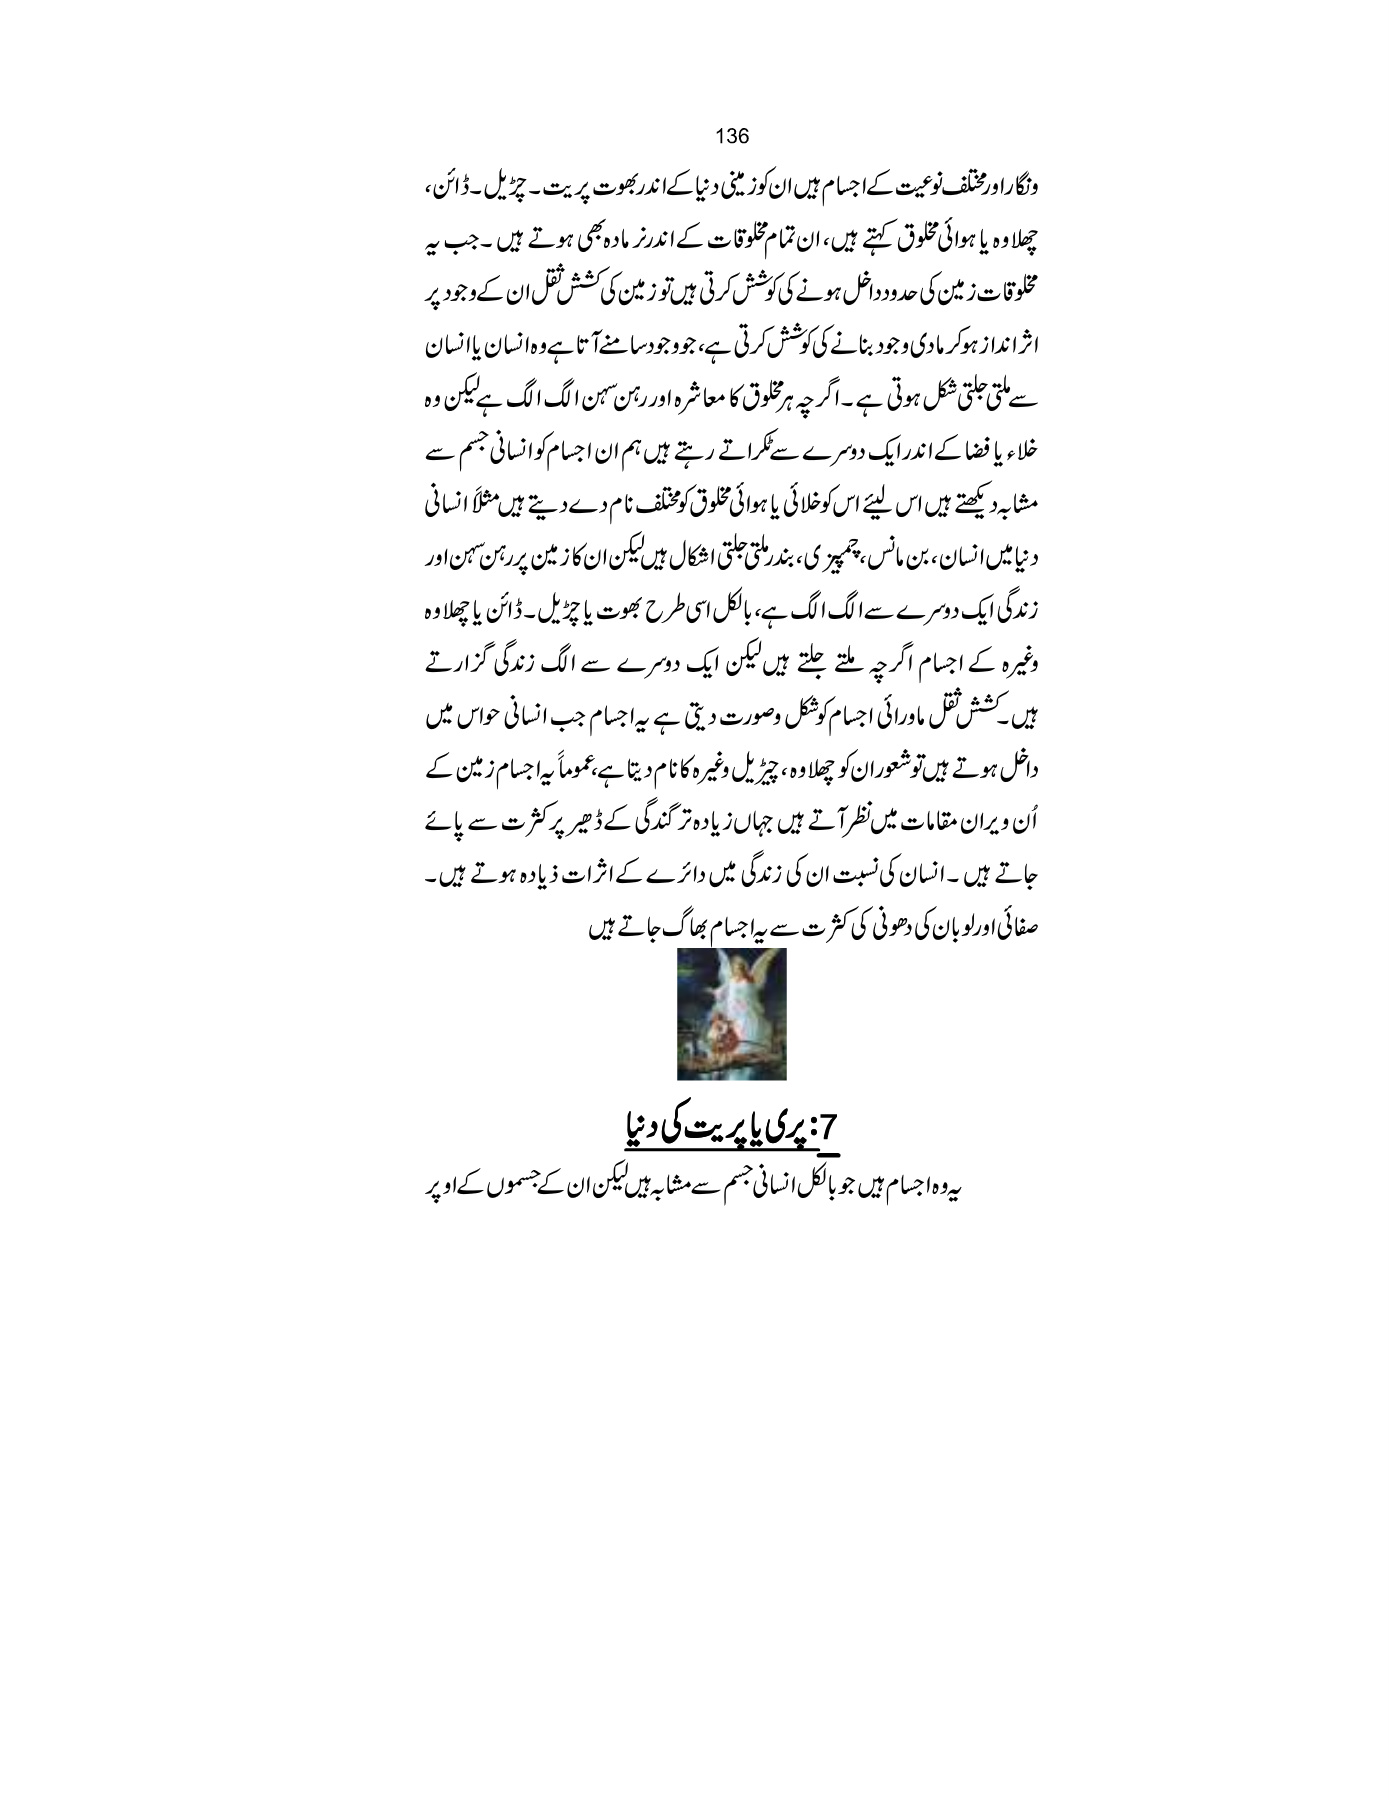 136
ونگار اور مختلف نوعیت کے اجسام ہیں ان کو زمینی دنیا کے اندر بھوت پریت۔ چڑیل۔ ڈائن،
چھلاوہ یا ہوائی مخلوق کہتے ہیں، ان تمام مخلوقات کے اندر نر مادہ بھی ہوتے ہیں ۔ جب یہ
مخلوقات زمین کی حدود داخل ہونے کی کوشش کرتی ہیں تو زمین کی کشش ثقل ان کے وجود پر
اثر انداز ہو کر مادی وجود بنانے کی کوشش کرتی ہے، جو وجود سامنے آتا ہے وہ انسان یا انسان
سے ملتی جلتی شکل ہوتی ہے ۔ اگر چہ ہر مخلوق کا معاشرہ اور رہن سہن الگ الگ ہے لیکن وہ
خلاء یا فضا کے اندر ایک دوسرے سے ٹکراتے رہتے ہیں ہم ان اجسام کو انسانی جسم سے
مشابہ دیکھتے ہیں اس لیئے اس کو خلائی یا ہوائی مخلوق کو مختلف نام دے دیتے ہیں مثلاً انسانی
دنیا میں انسان، بن مانس، چمپیزی، بندر ملتی جلتی اشکال ہیں لیکن ان کا زمین پر رہن سہن اور
زندگی ایک دوسرے سے الگ الگ ہے، بالکل اسی طرح بھوت یا چڑیل۔ ڈائن یا چھلاوہ
وغیرہ کے اجسام اگر چہ ملتے جلتے ہیں لیکن ایک دوسرے سے الگ زندگی گزارتے
ہیں۔ کشش ثقل ماورائی اجسام کو شکل وصورت دیتی ہے یہ اجسام جب انسانی حواس میں
داخل ہوتے ہیں تو شعور ان کو چھلاوہ، چیڑیل وغیرہ کا نام دیتا ہے، عموماً یہ اجسام زمین کے
اُن ویران مقامات میں نظر آتے ہیں جہاں زیادہ تر گندگی کے ڈھیر پر کثرت سے پائے
جاتے ہیں ۔ انسان کی نسبت ان کی زندگی میں دائرے کے اثرات ذیادہ ہوتے ہیں۔
صفائی اور لوبان کی دھونی کی کثرت سے یہ اجسام بھاگ جاتے ہیں
7: پری یا پریت کی دنیا
یہ وہ اجسام ہیں جو بالکل انسانی جسم سے مشابہ ہیں لیکن ان کے جسموں کے اوپر